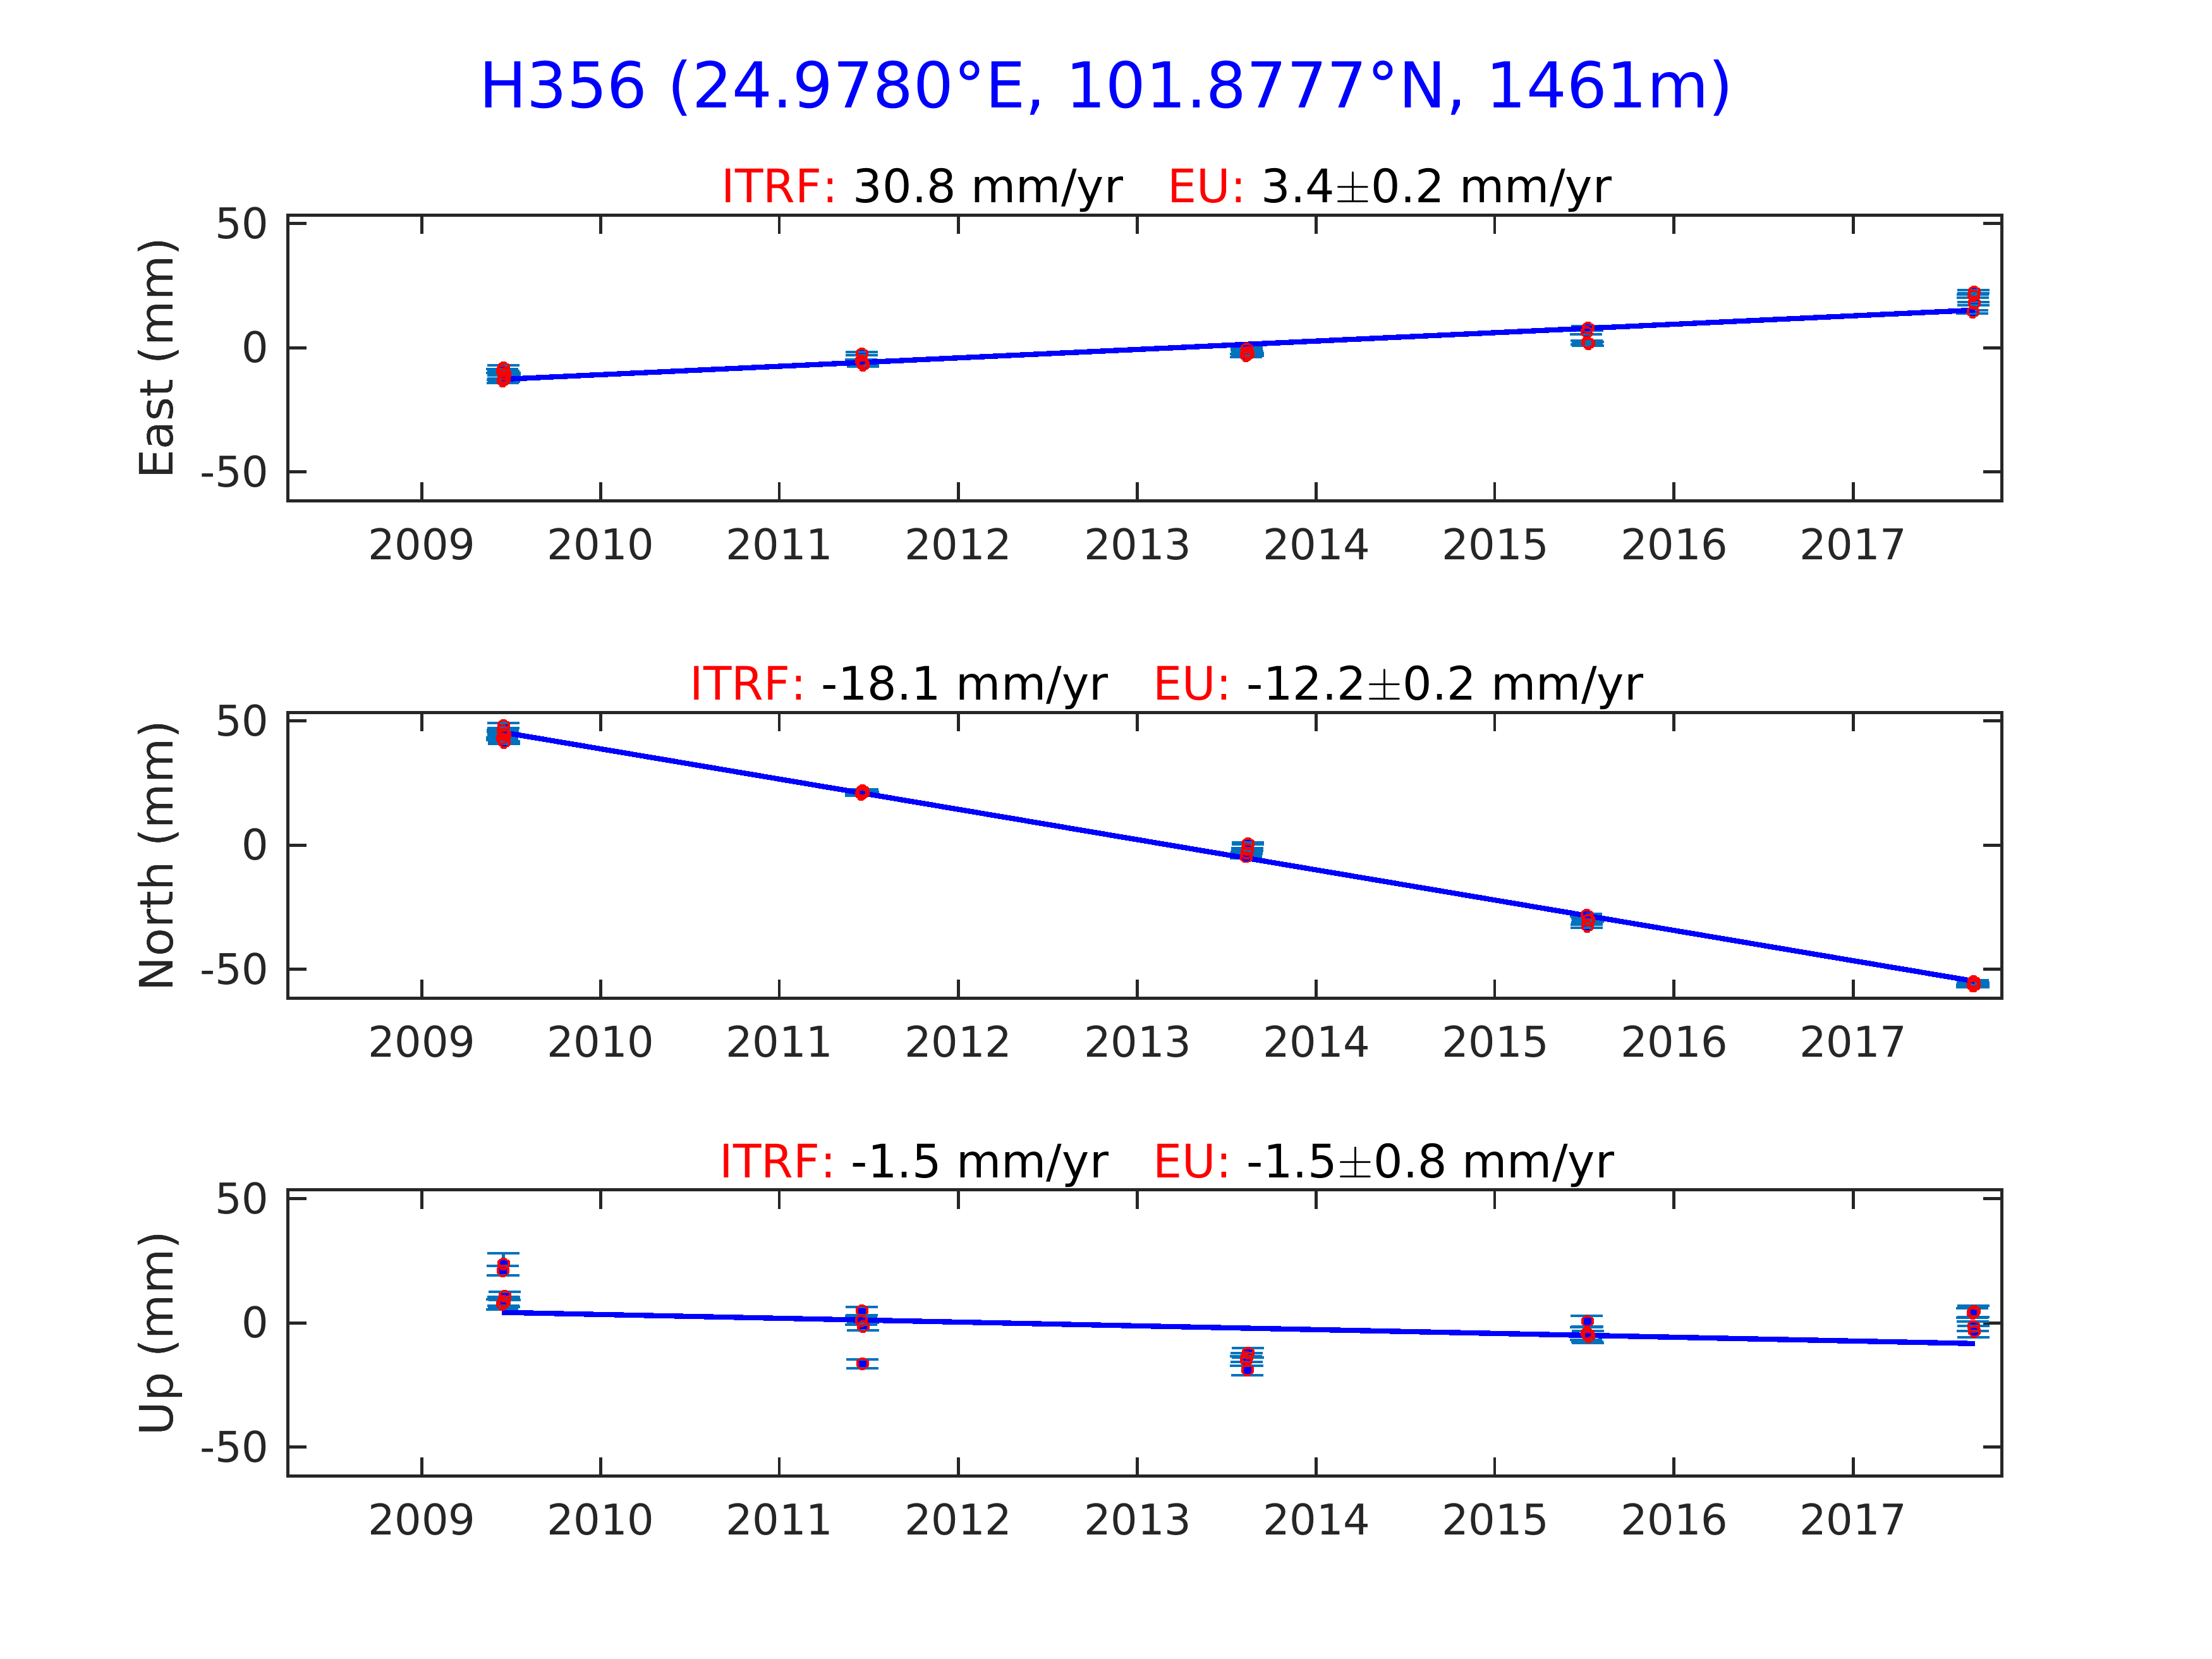 H356 (24.9780°E, 101.8777°N, 1461m)
ITRF: 30.8 mm/yr EU: 3.4±0.2 mm/yr
East (mm)
50
0
-50
2009 2010 2011 2012 2013 2014 2015 2016 2017
ITRF: -18.1 mm/yr EU: -12.2±0.2 mm/yr
North (mm)
50
0
-50
2009 2010 2011 2012 2013 2014 2015 2016 2017
ITRF: -1.5 mm/yr EU: -1.5±0.8 mm/yr
Up (mm)
50
0
-50
2009 2010 2011 2012 2013 2014 2015 2016 2017